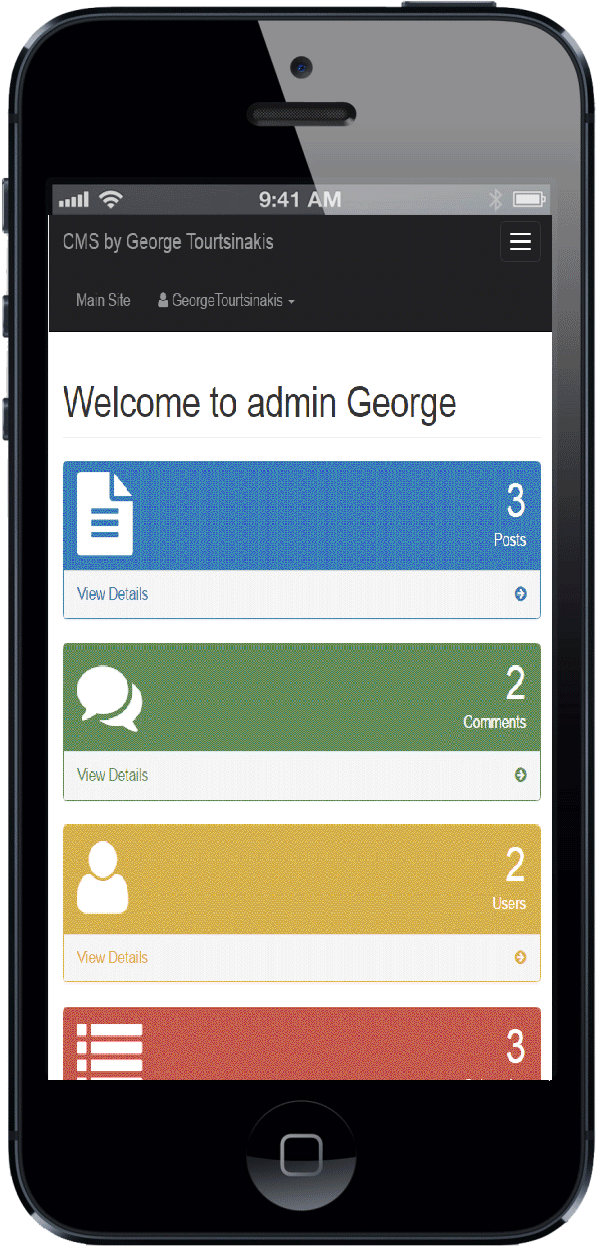 9:41 AM
CMS by George Tourtsinakis
Main Site GeorgeTourtsinakis
Welcome to admin George
3
Posts
View Details
2
Comments
View Details
2
Users
View Details
3